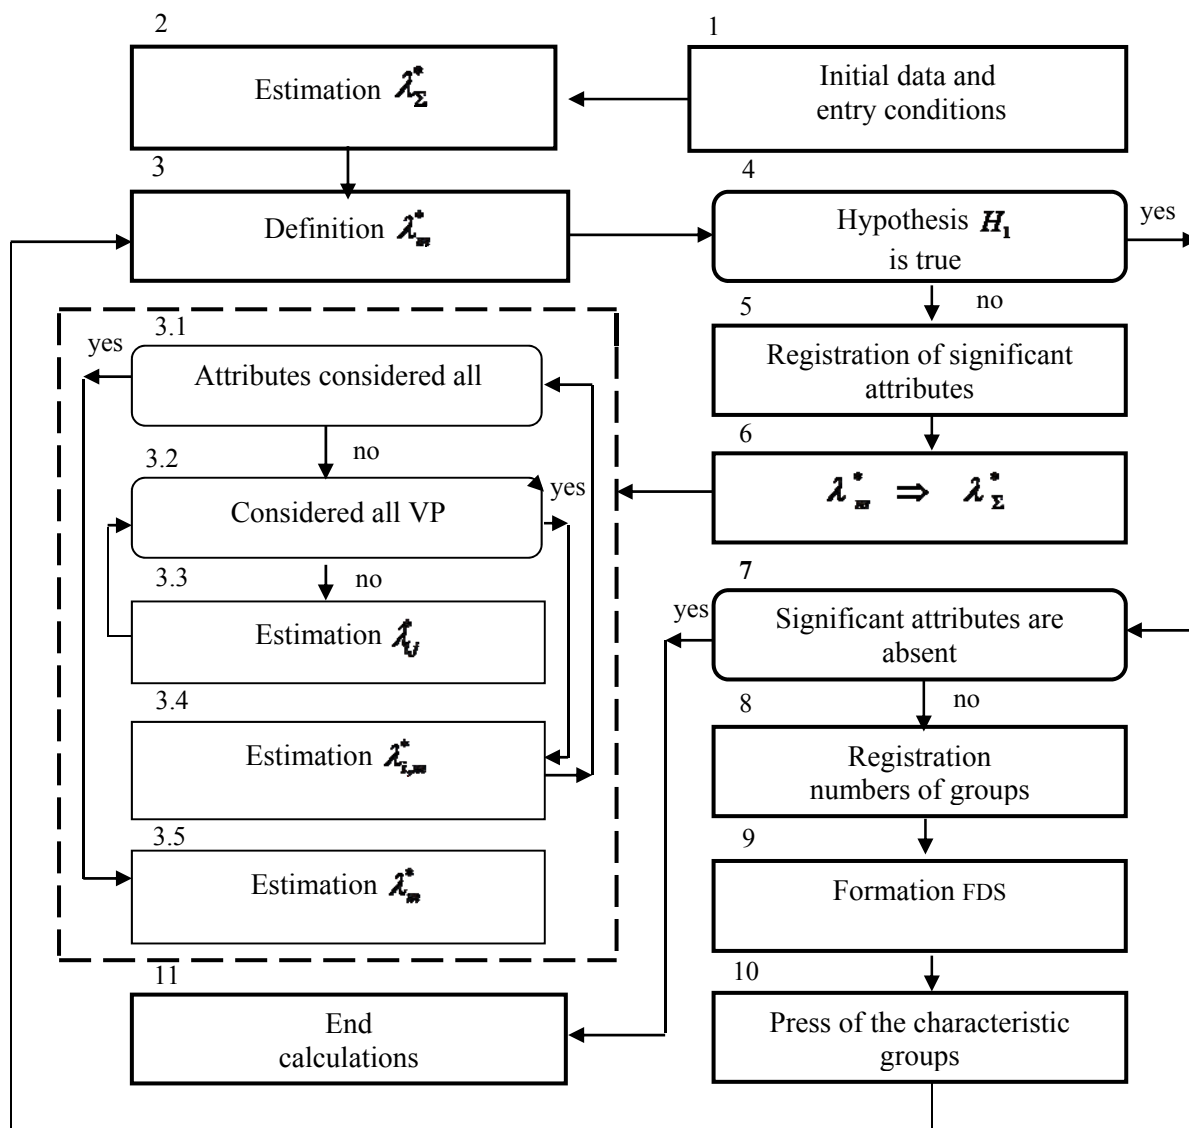 1
Initial data and
entry conditions
2
Estimation λ*Σ
3
Definition λ*m
4
Hypothesis H1
is true
yes
no
5
Registration of significant
attributes
6
λ*m ⇒ λ*Σ
3.1
yes
Attributes considered all
no
3.2
yes
Considered all VP
no
3.3
Estimation λ*i,j
3.4
Estimation λ*i,m
3.5
Estimation λ*m
7
yes
Significant attributes are
absent
no
8
Registration
numbers of groups
9
Formation FDS
10
Press of the characteristic
groups
11
End
calculations